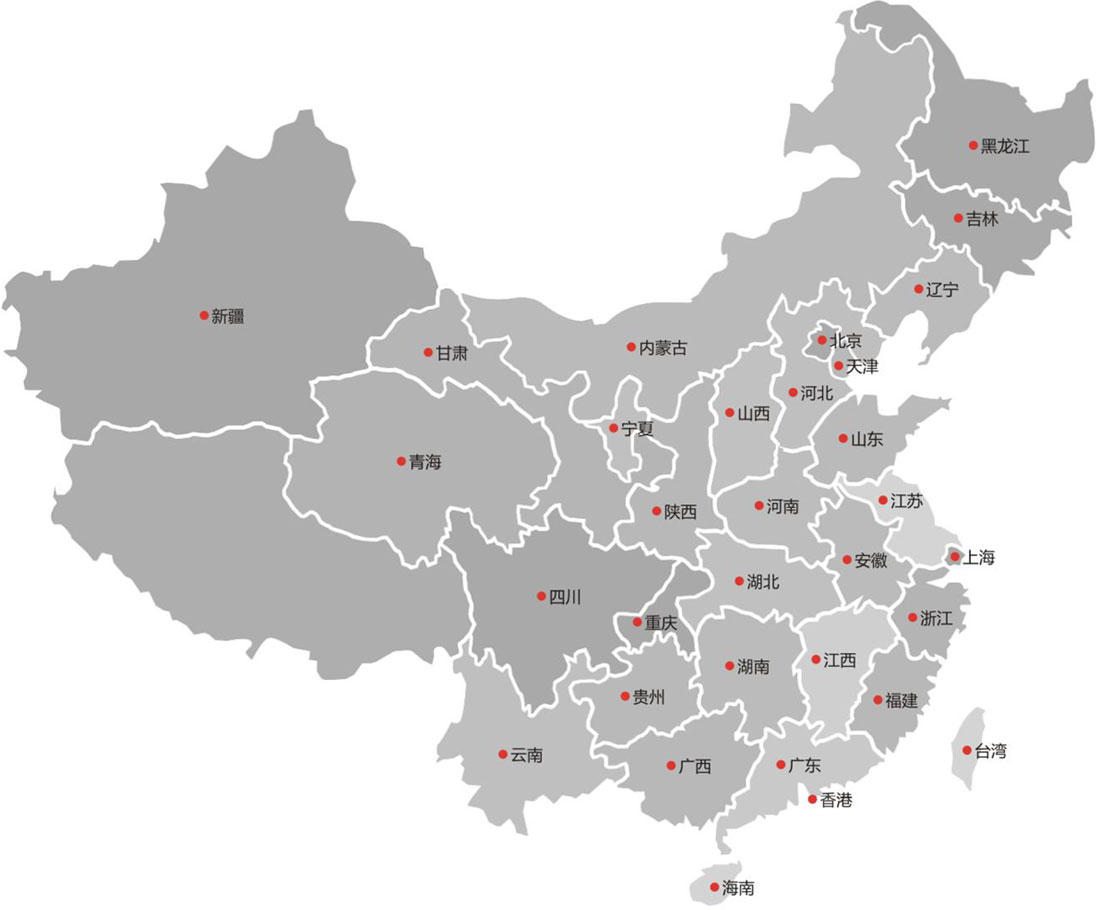 黑龙江
吉林
辽宁
新疆
北京
内蒙古
甘肃
天津
河北
山西
宁夏
山东
青海
江苏
河南
陕西
上海
安徽
湖北
四川
浙江
重庆
江西
湖南
贵州
福建
台湾
云南
广东
广西
香港
海南